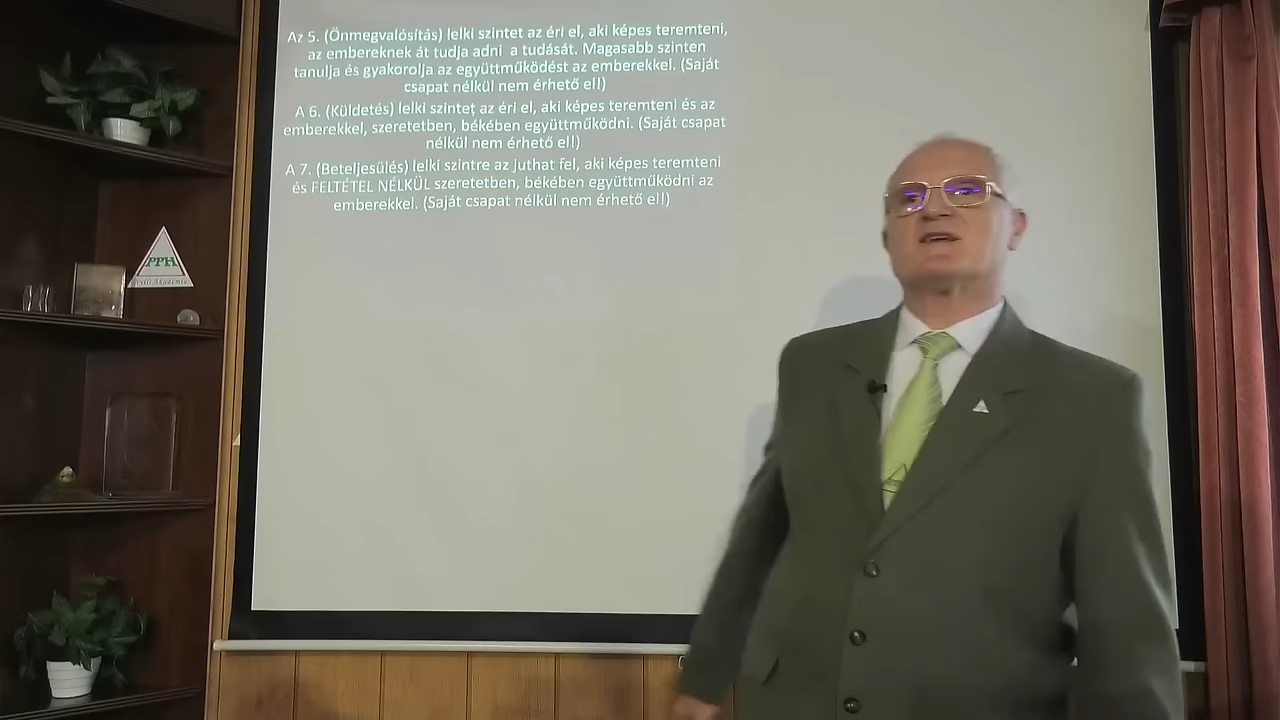 Az 5. (Önmegvalósítás) lelki szintet az éri el, aki képes teremteni,
az embereknek át tudja adni a tudását. Magasabb szinten
tanulja és gyakorolja az együttműködést az emberekkel. (Saját
csapat nélkül nem érhető el!)
A 6. (Küldetés) lelki szintet az éri el, aki képes teremteni és az
emberekkel, szeretetben, békében együttműködni. (Saját csapat
nélkül nem érhető el!)
A 7. (Beteljesülés) lelki szintre az juthat fel, aki képes teremteni
és FELTÉTEL NÉLKÜL szeretetben, békében együttműködni az
emberekkel. (Saját csapat nélkül nem érhető el!)
PPH